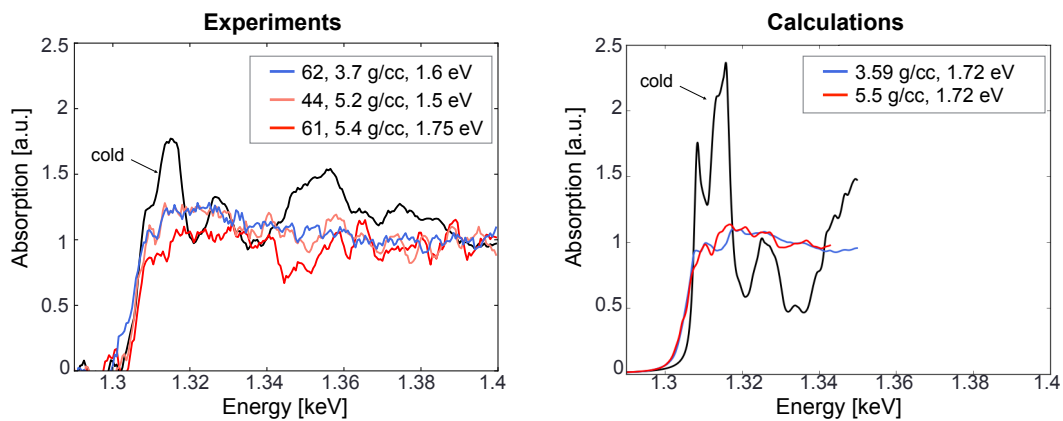 Experiments
2.5
2
1.5
1
0.5
0
1.3
1.32
1.34
1.36
1.38
1.4
Absorption [a.u.]
Energy [keV]
cold
62, 3.7 g/cc, 1.6 eV
44, 5.2 g/cc, 1.5 eV
61, 5.4 g/cc, 1.75 eV
Calculations
2.5
2
1.5
1
0.5
0
1.3
1.32
1.34
1.36
1.38
1.4
Absorption [a.u.]
Energy [keV]
cold
3.59 g/cc, 1.72 eV
5.5 g/cc, 1.72 eV